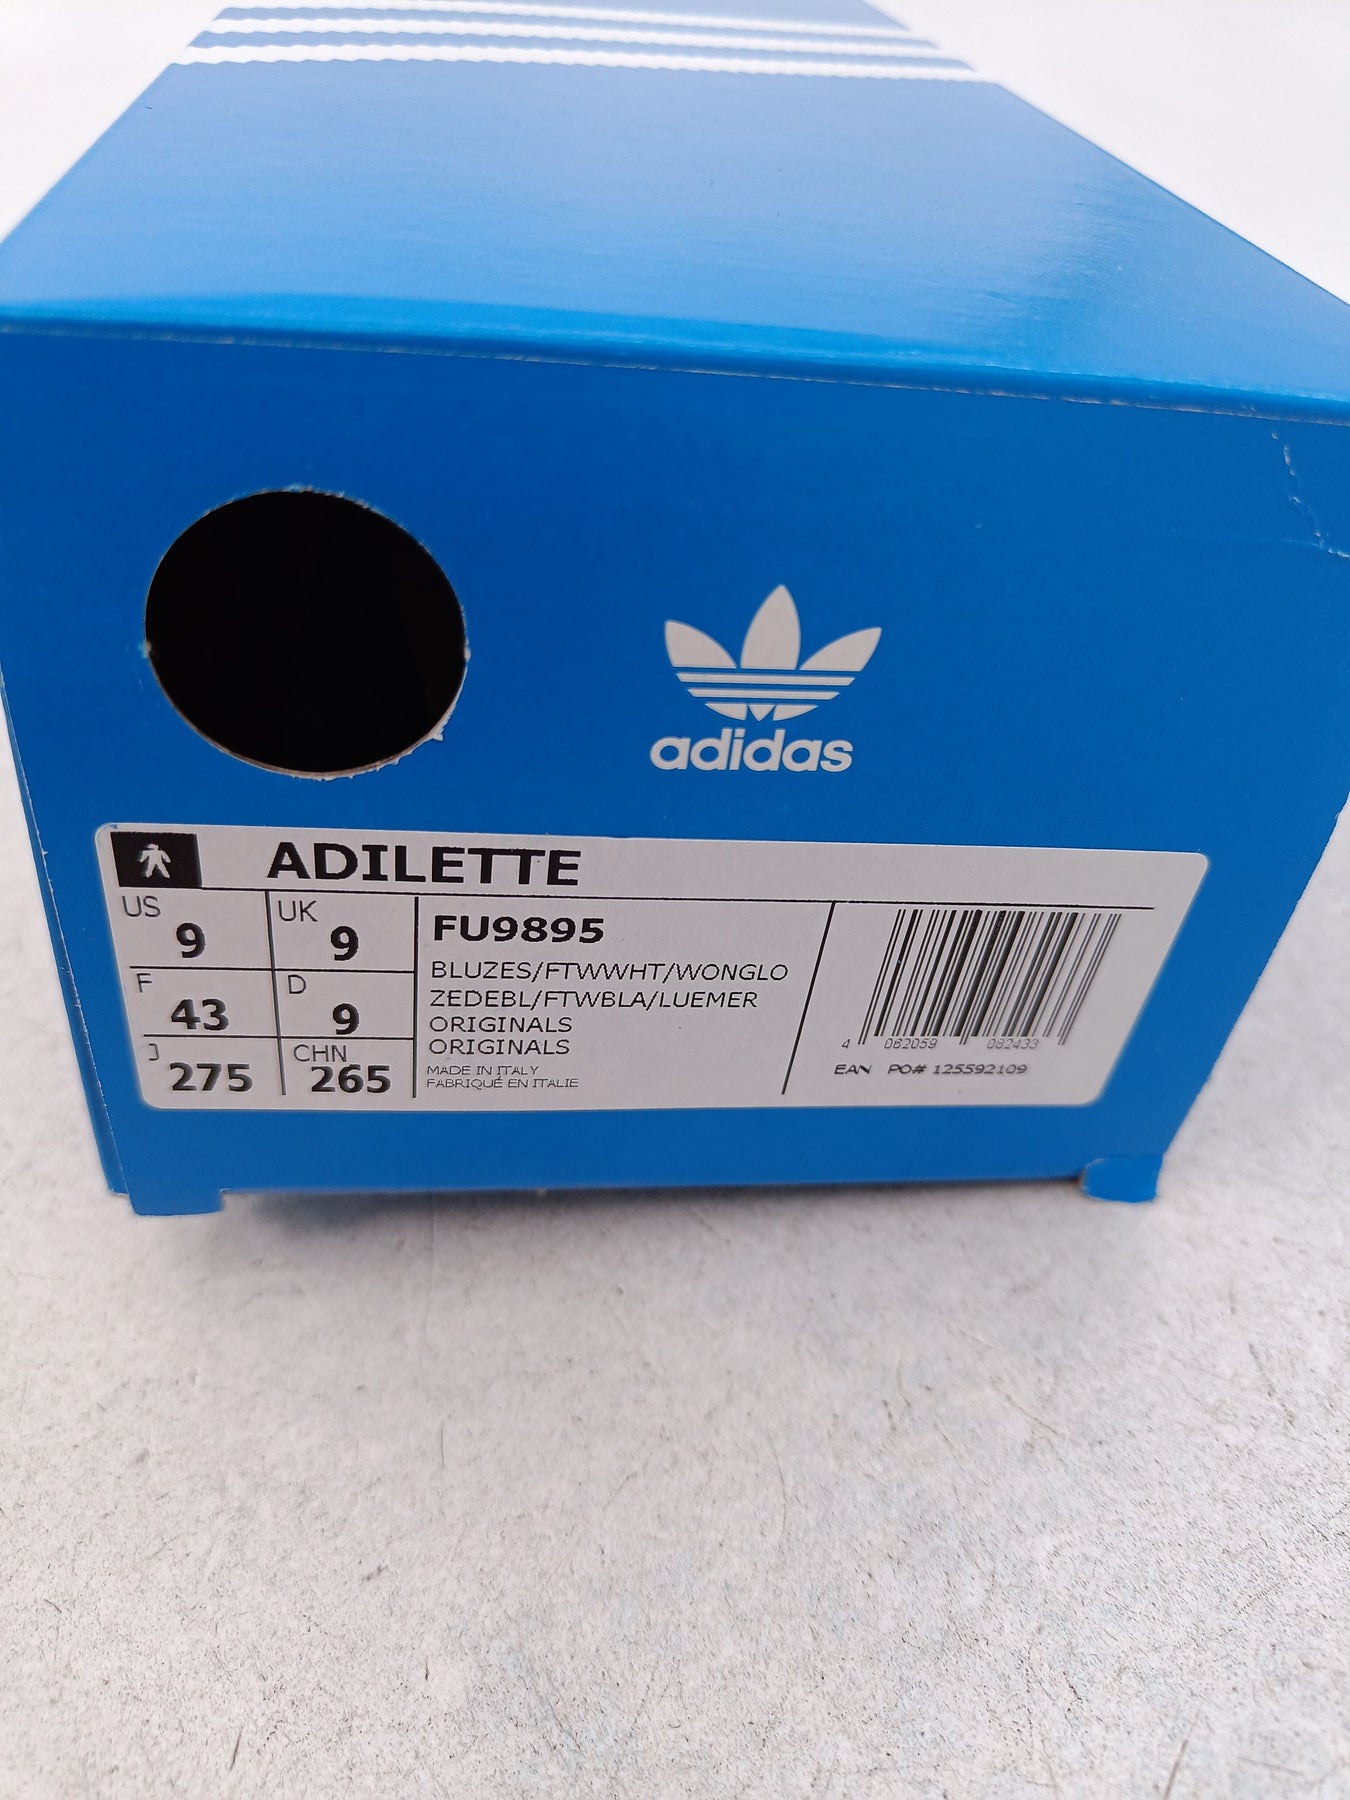 adidas
ADILETTE
US 9 UK 9
F 43 D 9
J 275 CHN 265
FU9895
BLUZES/FTWWHT/WONGLO
ZEDEBL/FTWBLA/LUEMER
ORIGINALS
ORIGINALS
MADE IN ITALY
FABRIQUÉ EN ITALIE
4 062059 082433
EAN PO# 125592109